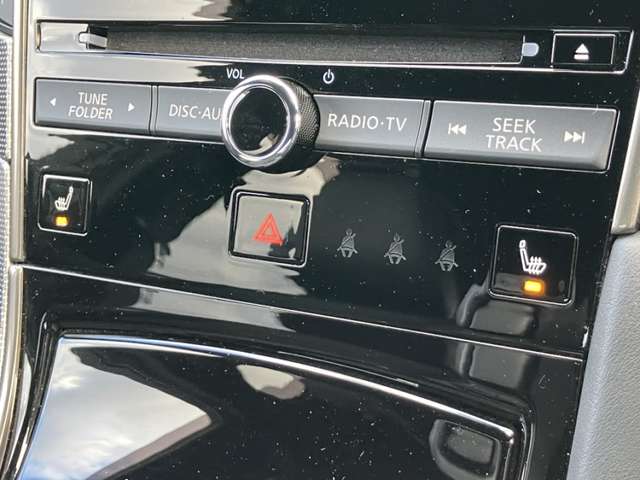 VOL
TUNE
FOLDER
DISC·AU
RADIO·TV
SEEK
TRACK